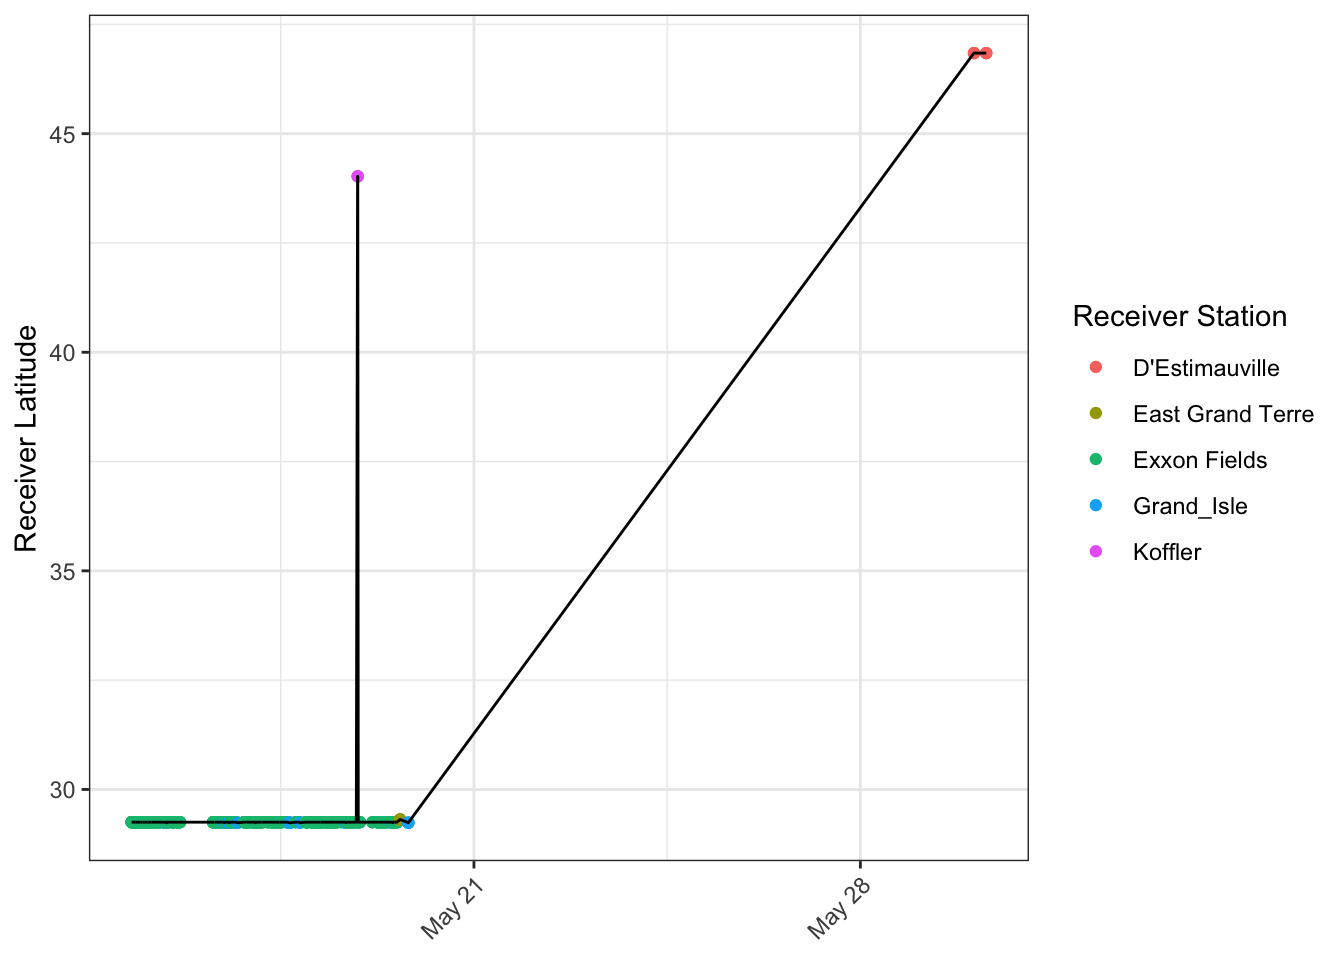 Receiver Latitude
45
40
35
30
May 21
May 28
Receiver Station
D'Estimauville
East Grand Terre
Exxon Fields
Grand_Isle
Koffler